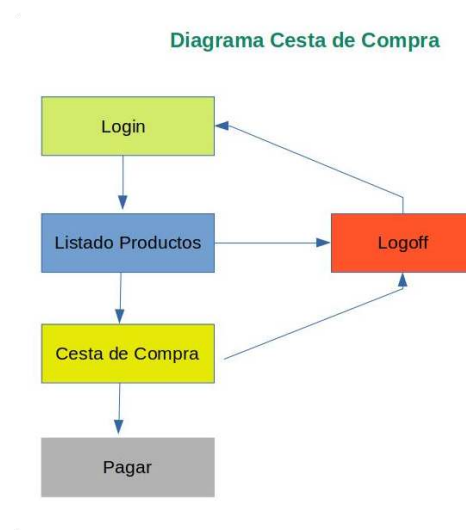 Diagrama Cesta de Compra
Login
Listado Productos
Logoff
Cesta de Compra
Pagar